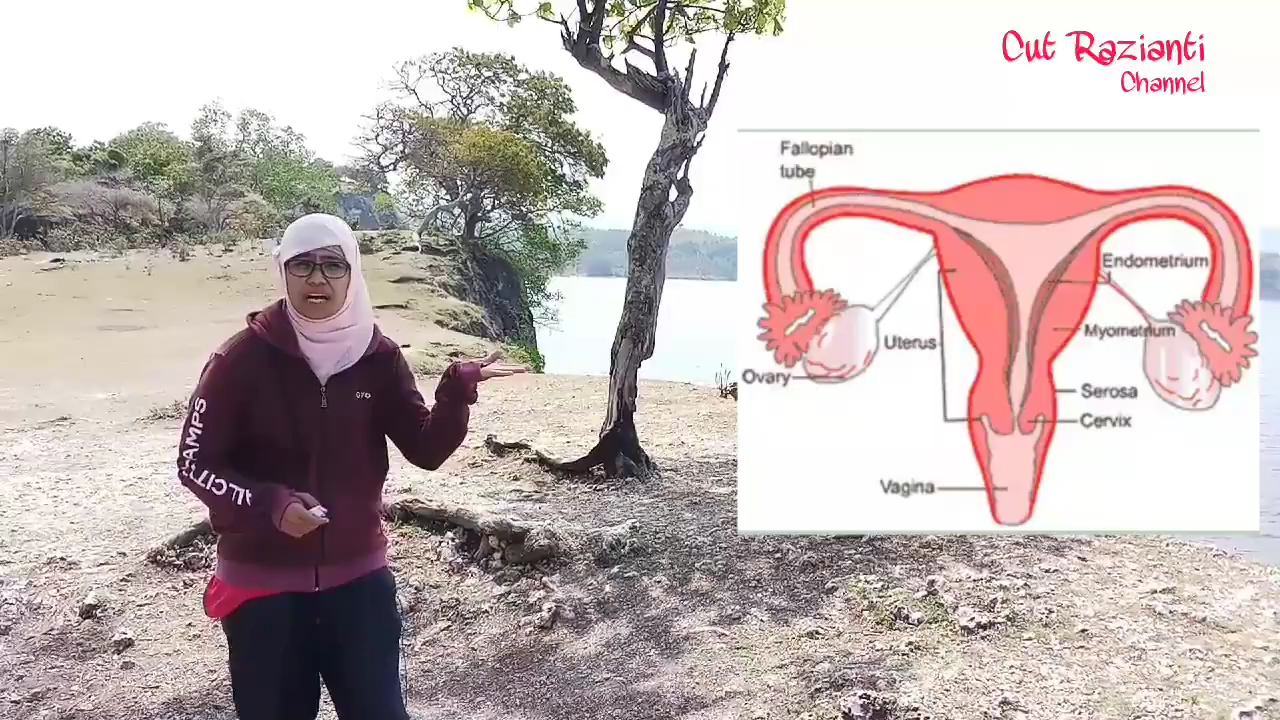 Cut Razianti
Channel
Fallopian
tube
Endometrium
Myometrium
Uterus
Ovary
Serosa
Cervix
Vagina